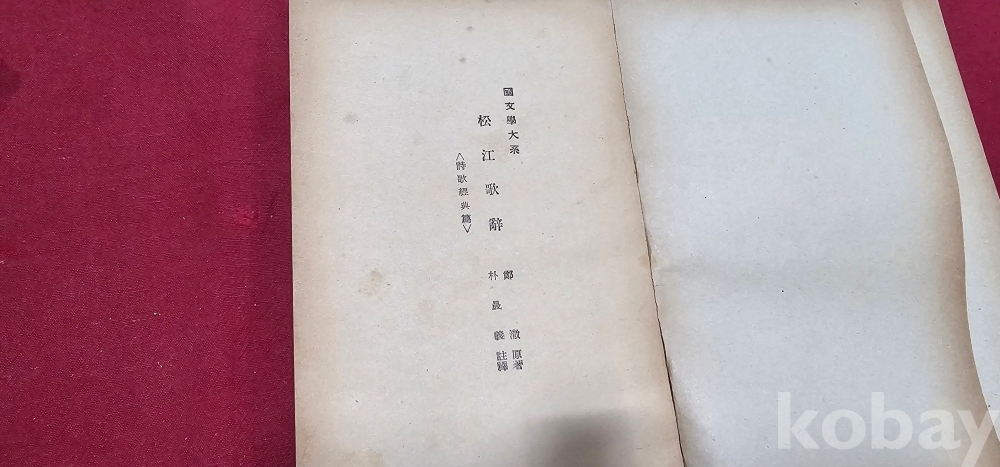 國文學大系
松江歌辭
<詩歌經典篇>
鄭澈 原著
朴晟義 註釋
kobay